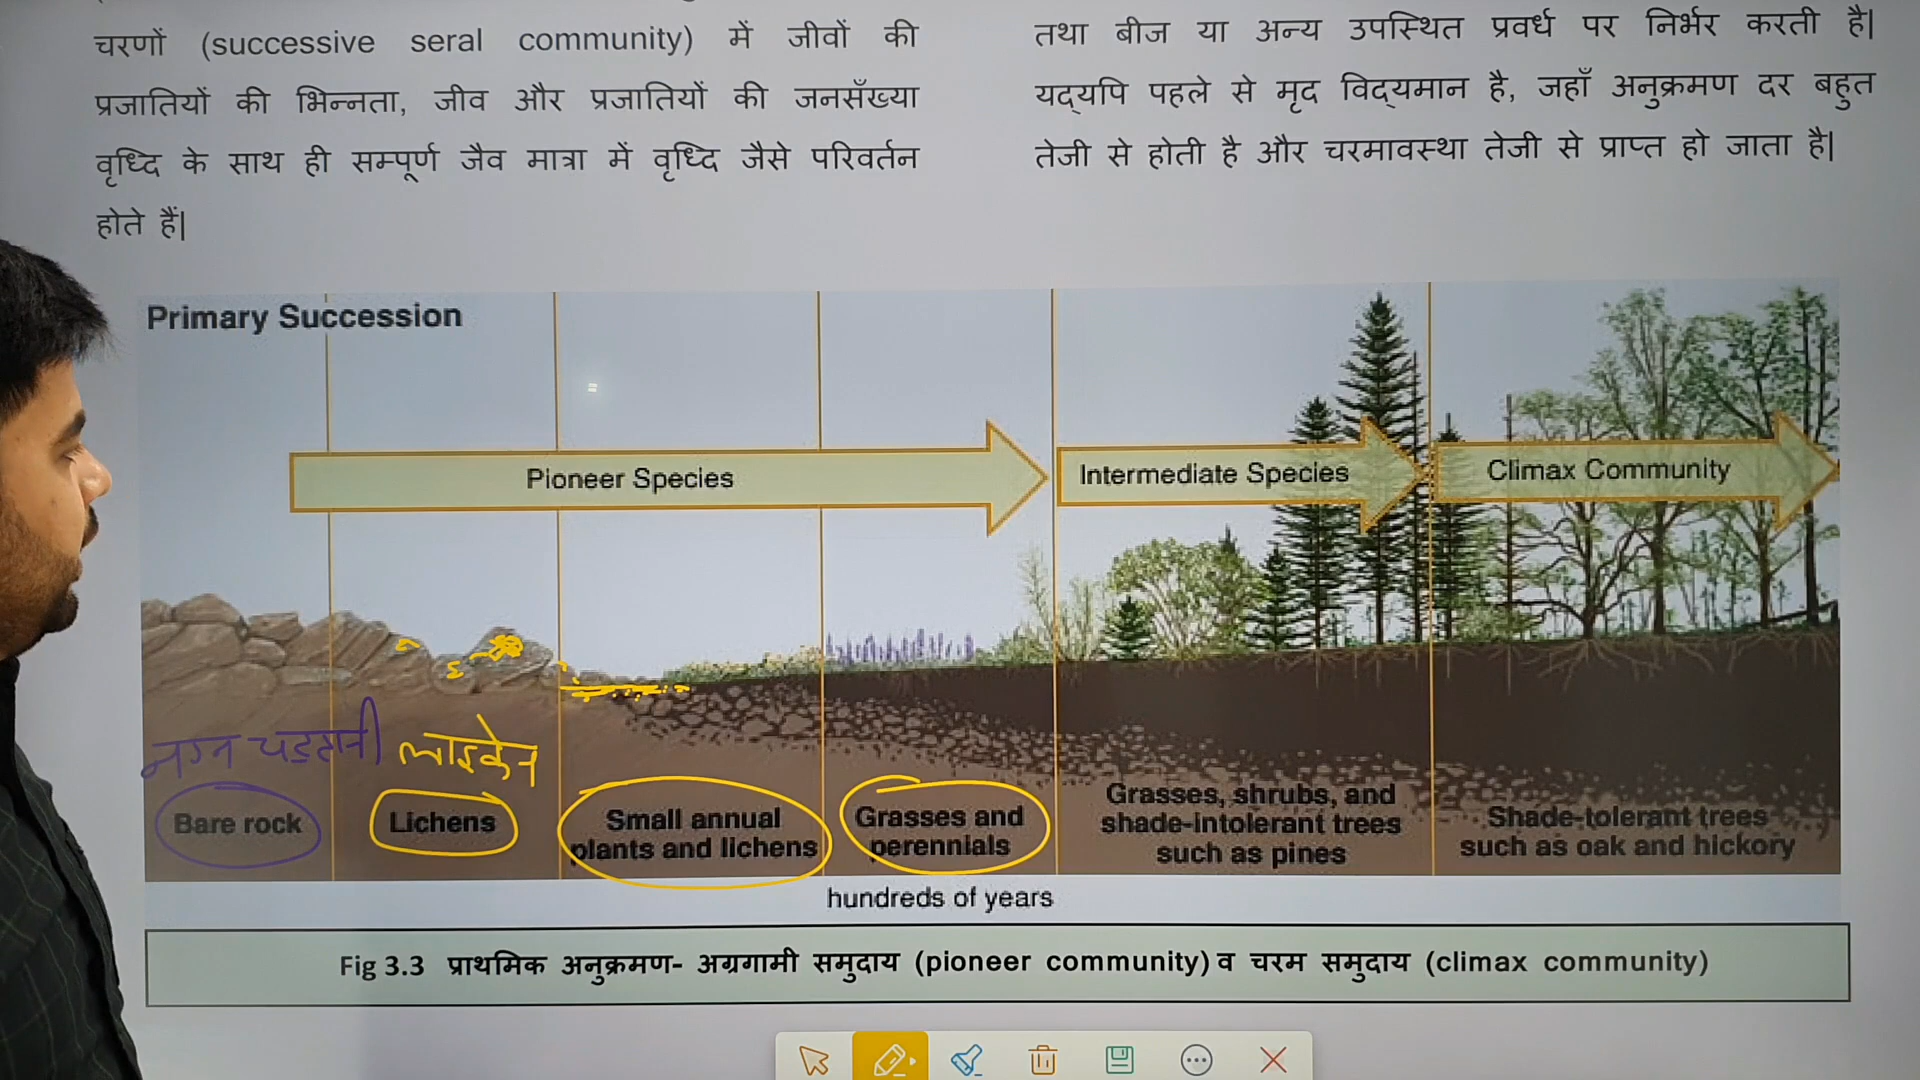 चरणों (successive seral community) में जीवों की
प्रजातियों की भिन्नता, जीव और प्रजातियों की जनसँख्या
वृध्दि के साथ ही सम्पूर्ण जैव मात्रा में वृध्दि जैसे परिवर्तन
होते हैं|
तथा बीज या अन्य उपस्थित प्रवर्ध पर निर्भर करती है|
यद्यपि पहले से मृद विद्यमान है, जहाँ अनुक्रमण दर बहुत
तेजी से होती है और चरमावस्था तेजी से प्राप्त हो जाता है|
Primary Succession
Pioneer Species
Intermediate Species
Climax Community
नग्न चट्टान
लाइकेन
Bare rock
Lichens
Small annual
plants and lichens
Grasses and
perennials
Grasses, shrubs, and
shade-intolerant trees
such as pines
Shade-tolerant trees
such as oak and hickory
hundreds of years
Fig 3.3 प्राथमिक अनुक्रमण- अग्रगामी समुदाय (pioneer community) व चरम समुदाय (climax community)